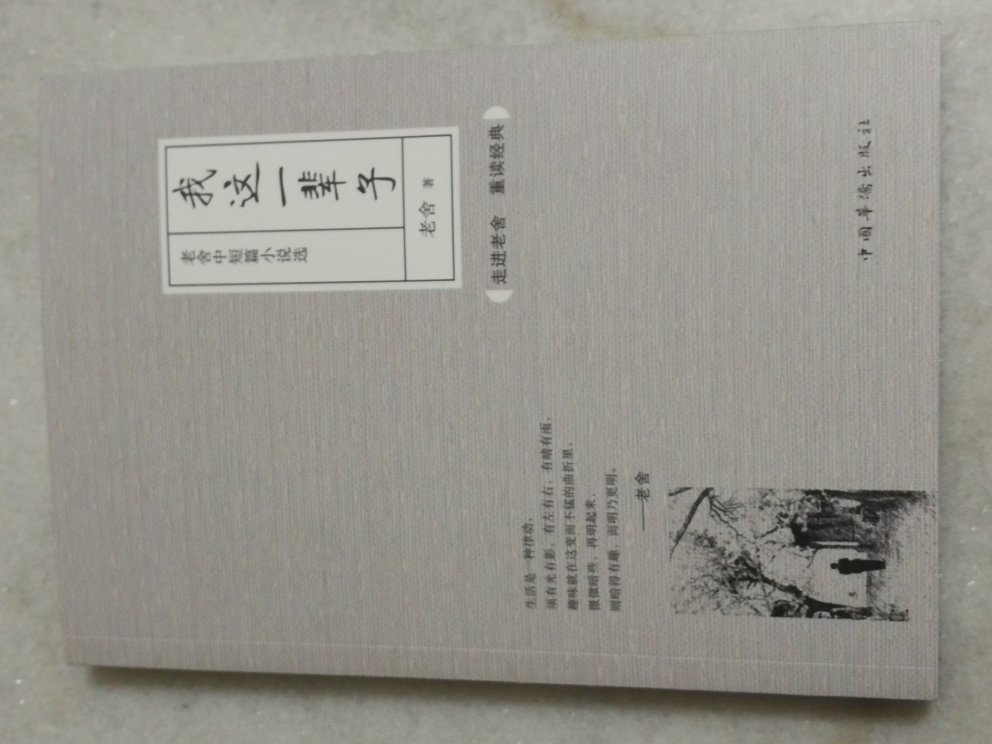 我这一辈子
老舍中短篇小说选
老舍 著
走进老舍 重读经典
生活是一种律动，
须有光有影，有左有右，有晴有雨，
趣味就在这变而不猛的曲折里，
微微暗些，再明起来，
则暗得有趣，而明乃更明。
——老舍
中国华侨出版社